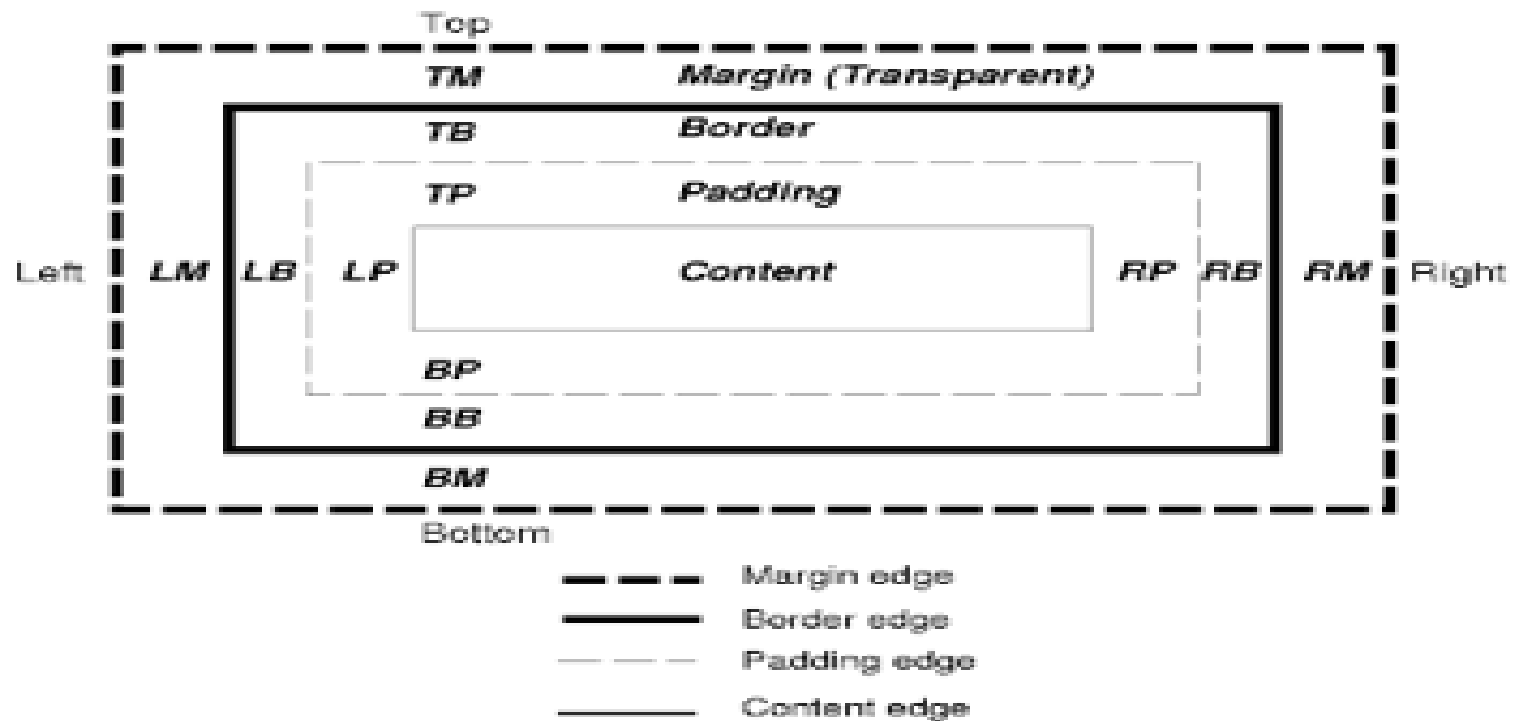 Top
TM Margin (Transparent)
TB Border
TP Padding
Left LM LB LP Content RP RB RM Right
BP
BB
BM
Bottom
Margin edge
Border edge
Padding edge
Content edge